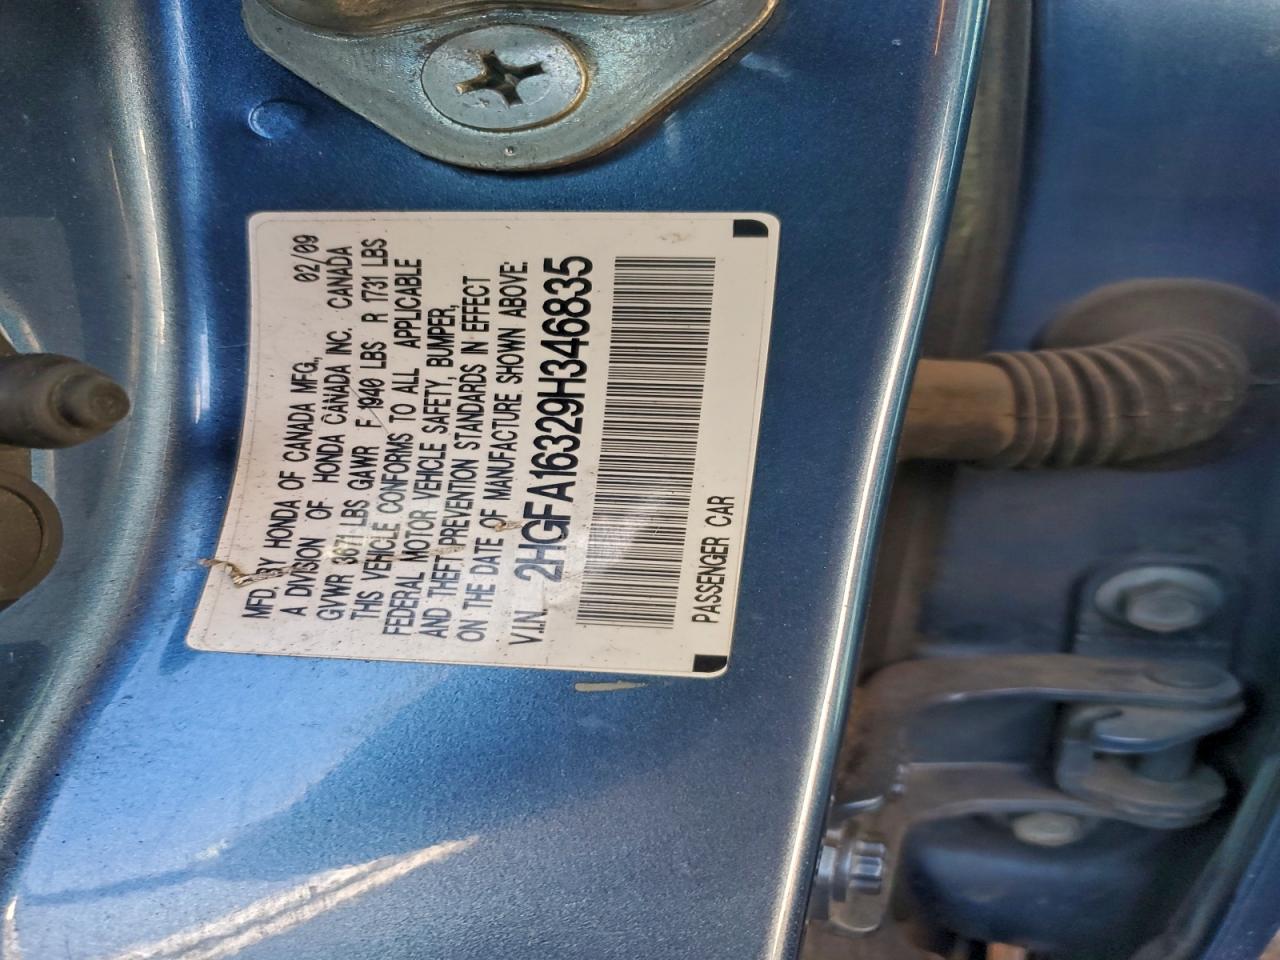 MFD. BY HONDA OF CANADA MFG., 02/09
A DIVISION OF HONDA CANADA INC. CANADA
GVWR 3671 LBS GAWR F 1940 LBS R 1731 LBS
THIS VEHICLE CONFORMS TO ALL APPLICABLE
FEDERAL MOTOR VEHICLE SAFETY, BUMPER,
AND THEFT PREVENTION STANDARDS IN EFFECT
ON THE DATE OF MANUFACTURE SHOWN ABOVE:
V.I.N. 2HGFA16329H346835
PASSENGER CAR